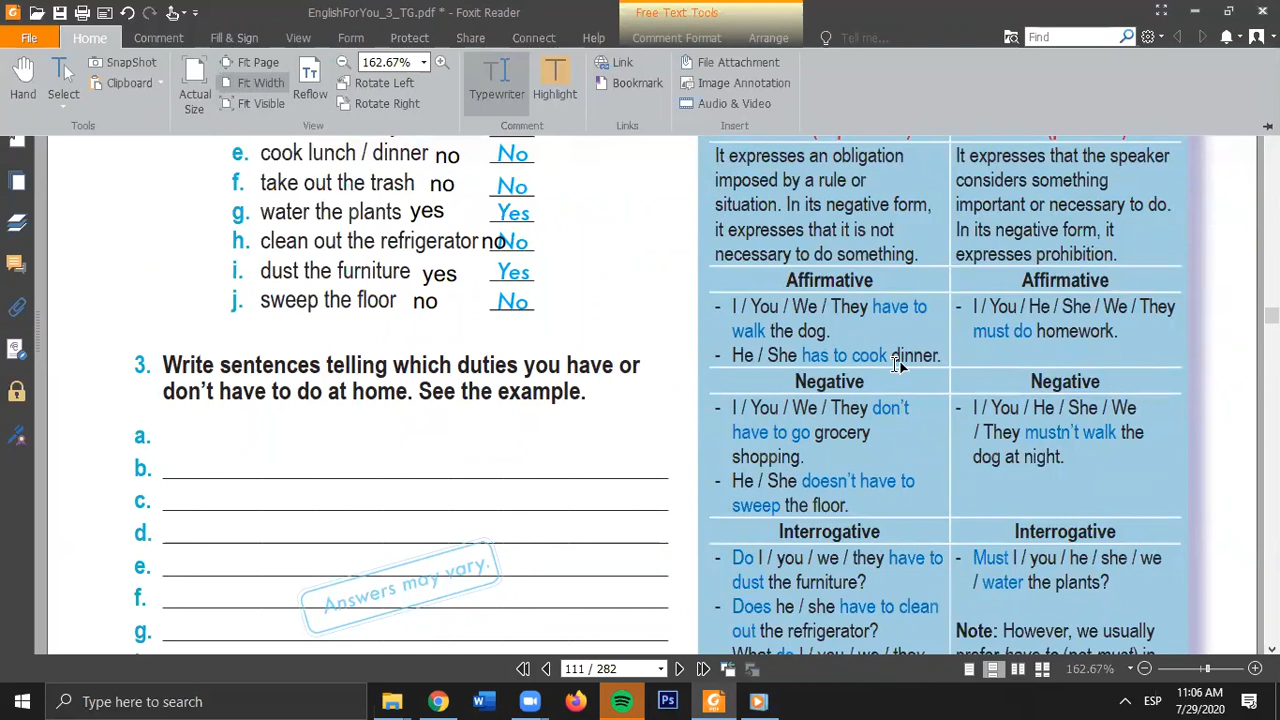 EnglishForYou_3_TG.pdf * - Foxit Reader
Free Text Tools
File
Home
Comment
Fill & Sign
View
Form
Protect
Share
Connect
Help
Comment Format
Arrange
Tell me...
Find
Hand
Select
SnapShot
Clipboard
Tools
Actual
Size
Fit Page
Fit Width
Fit Visible
Reflow
162.67%
Rotate Left
Rotate Right
View
Typewriter
Highlight
Comment
Link
Bookmark
Links
File Attachment
Image Annotation
Audio & Video
Insert
e. cook lunch / dinner no No
f. take out the trash no No
g. water the plants yes Yes
h. clean out the refrigerator no No
i. dust the furniture yes Yes
j. sweep the floor no No
3. Write sentences telling which duties you have or
don't have to do at home. See the example.
a.
b.
c.
d.
e.
f.
g.
Answers may vary.
It expresses an obligation
imposed by a rule or
situation. In its negative form,
it expresses that it is not
necessary to do something.
Affirmative
- I / You / We / They have to
walk the dog.
- He / She has to cook dinner.
Negative
- I / You / We / They don't
have to go grocery
shopping.
- He / She doesn't have to
sweep the floor.
Interrogative
- Do I / you / we / they have to
dust the furniture?
- Does he / she have to clean
out the refrigerator?
- What do I / you / we / they
It expresses that the speaker
considers something
important or necessary to do.
In its negative form, it
expresses prohibition.
Affirmative
- I / You / He / She / We / They
must do homework.
Negative
- I / You / He / She / We
/ They mustn't walk the
dog at night.
Interrogative
- Must I / you / he / she / we
/ water the plants?
Note: However, we usually
prefer have to (not must) in
111 / 282
162.67%
Type here to search
ESP
11:06 AM
7/29/2020